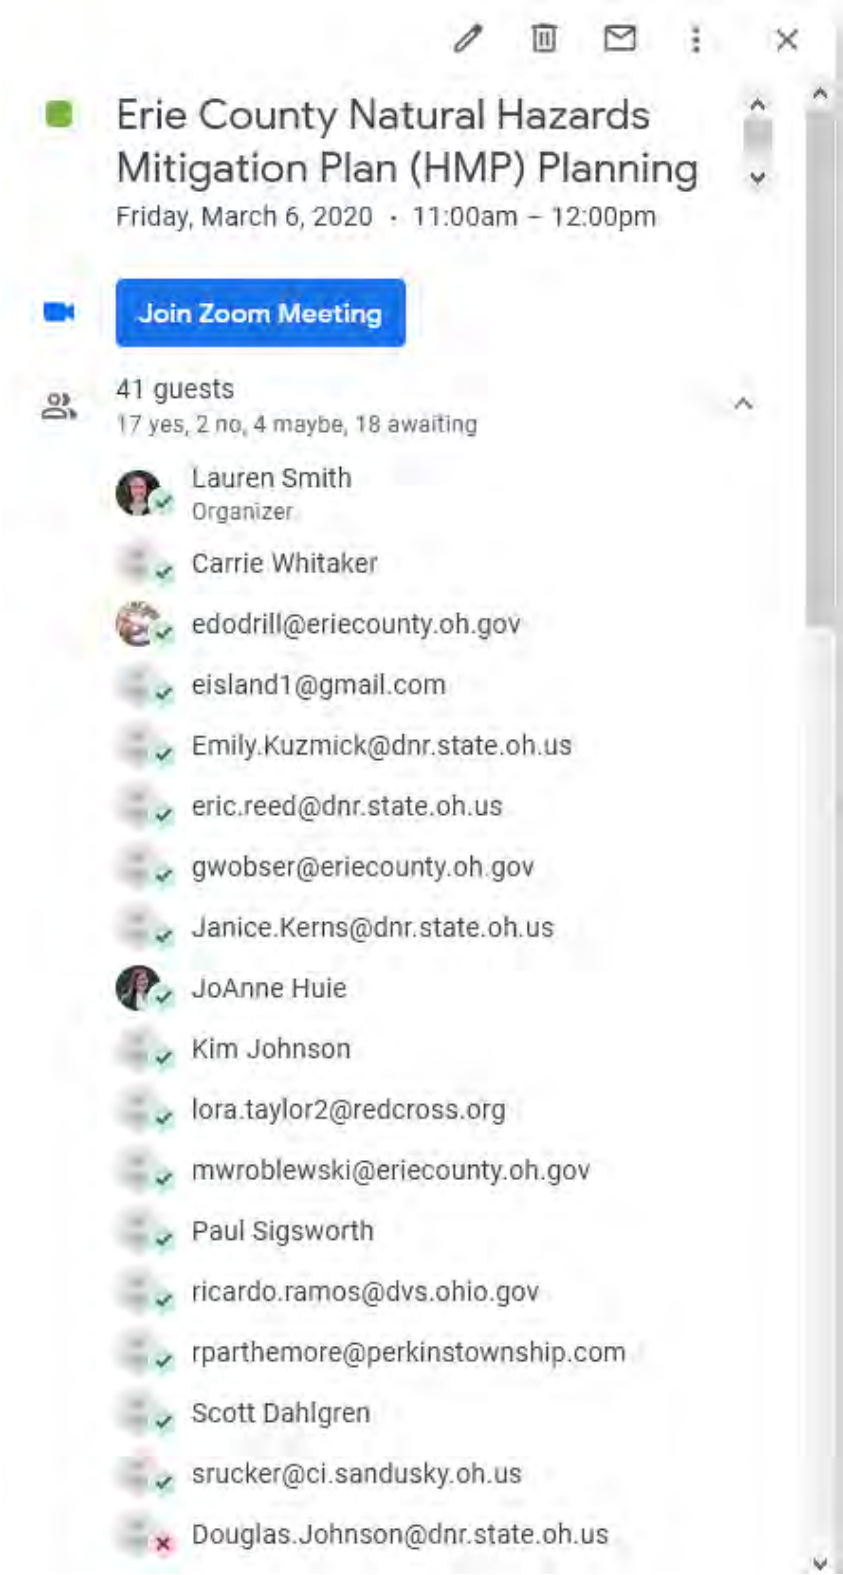 Erie County Natural Hazards
Mitigation Plan (HMP) Planning
Friday, March 6, 2020 · 11:00am – 12:00pm
Join Zoom Meeting
41 guests
17 yes, 2 no, 4 maybe, 18 awaiting
Lauren Smith
Organizer
Carrie Whitaker
edodrill@eriecounty.oh.gov
eisland1@gmail.com
Emily.Kuzmick@dnr.state.oh.us
eric.reed@dnr.state.oh.us
gwobser@eriecounty.oh.gov
Janice.Kerns@dnr.state.oh.us
JoAnne Huie
Kim Johnson
lora.taylor2@redcross.org
mwroblewski@eriecounty.oh.gov
Paul Sigsworth
ricardo.ramos@dvs.ohio.gov
rparthemore@perkinstownship.com
Scott Dahlgren
srucker@ci.sandusky.oh.us
Douglas.Johnson@dnr.state.oh.us